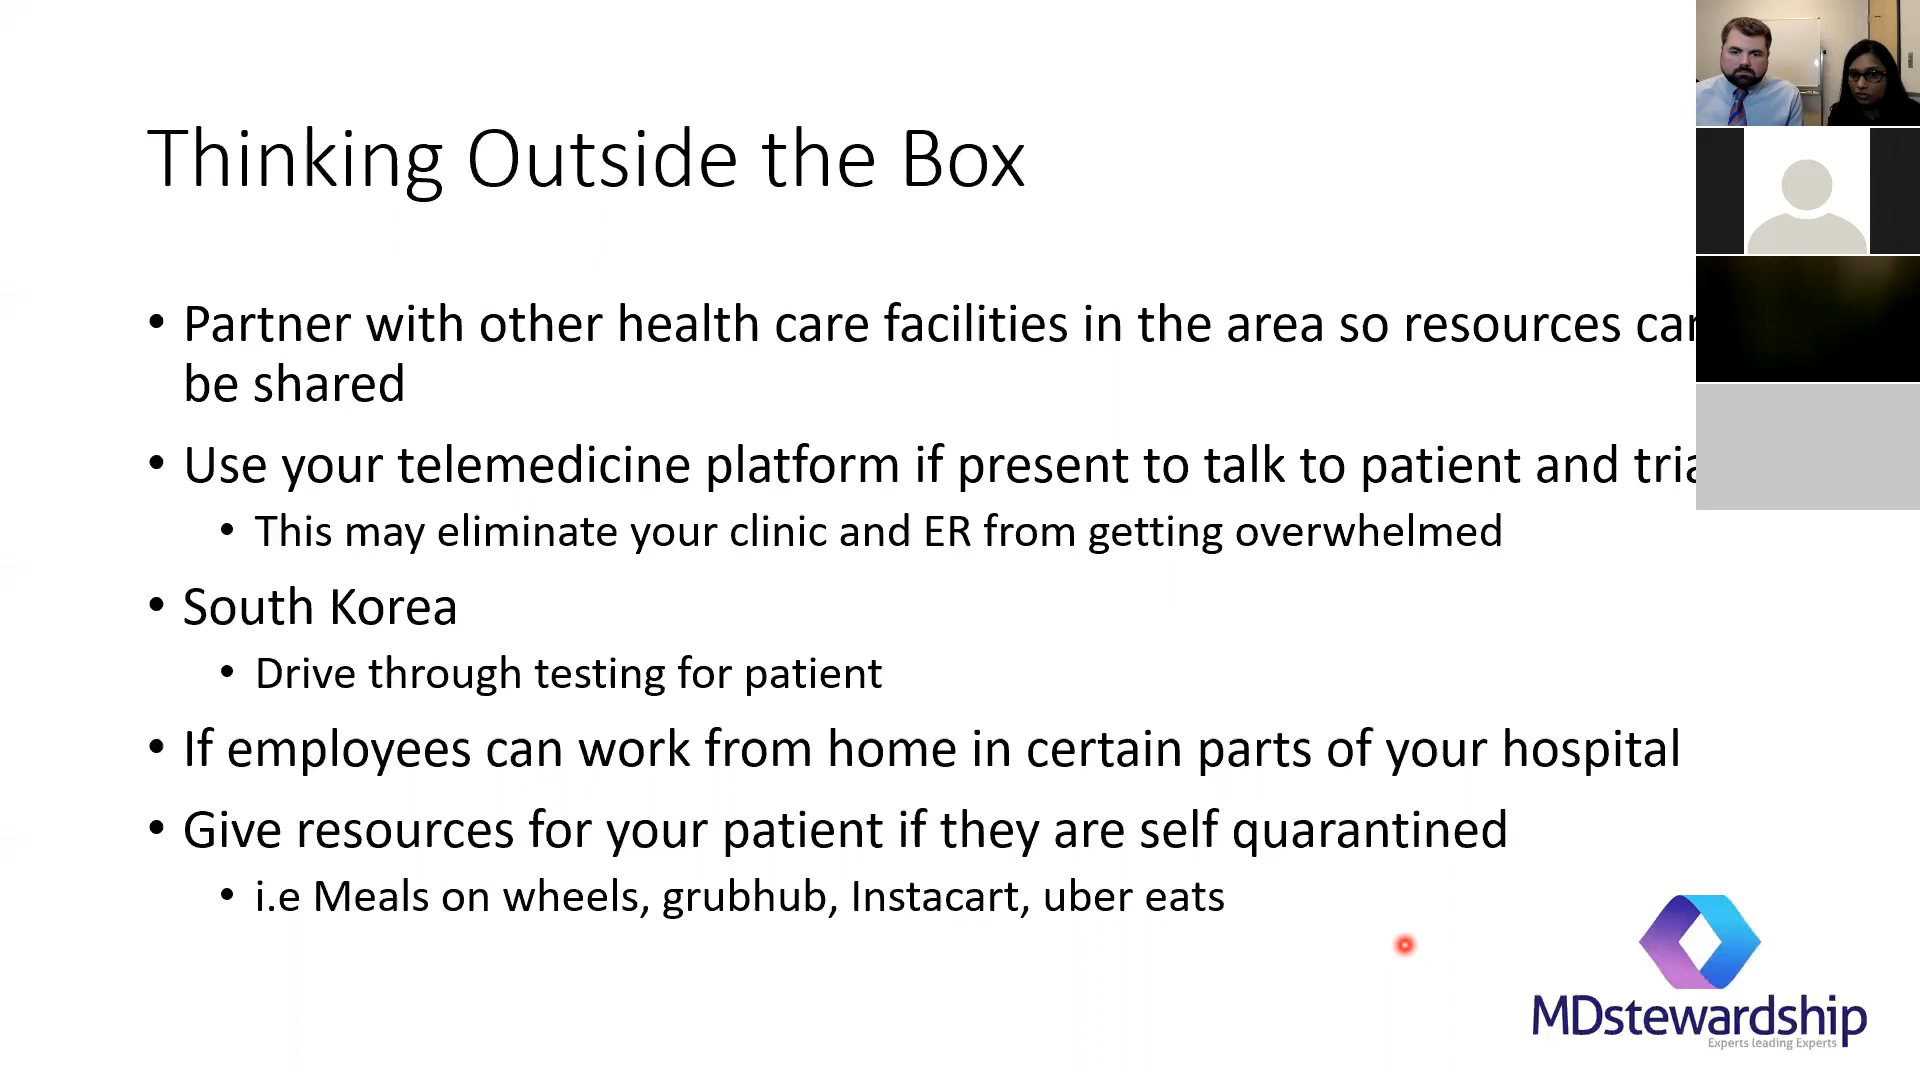 Thinking Outside the Box
• Partner with other health care facilities in the area so resources can
be shared
• Use your telemedicine platform if present to talk to patient and
• This may eliminate your clinic and ER from getting overwhelmed
• South Korea
• Drive through testing for patient
• If employees can work from home in certain parts of your hospital
• Give resources for your patient if they are self quarantined
• i.e Meals on wheels, grubhub, Instacart, uber eats
MDstewardship
Experts leading Experts